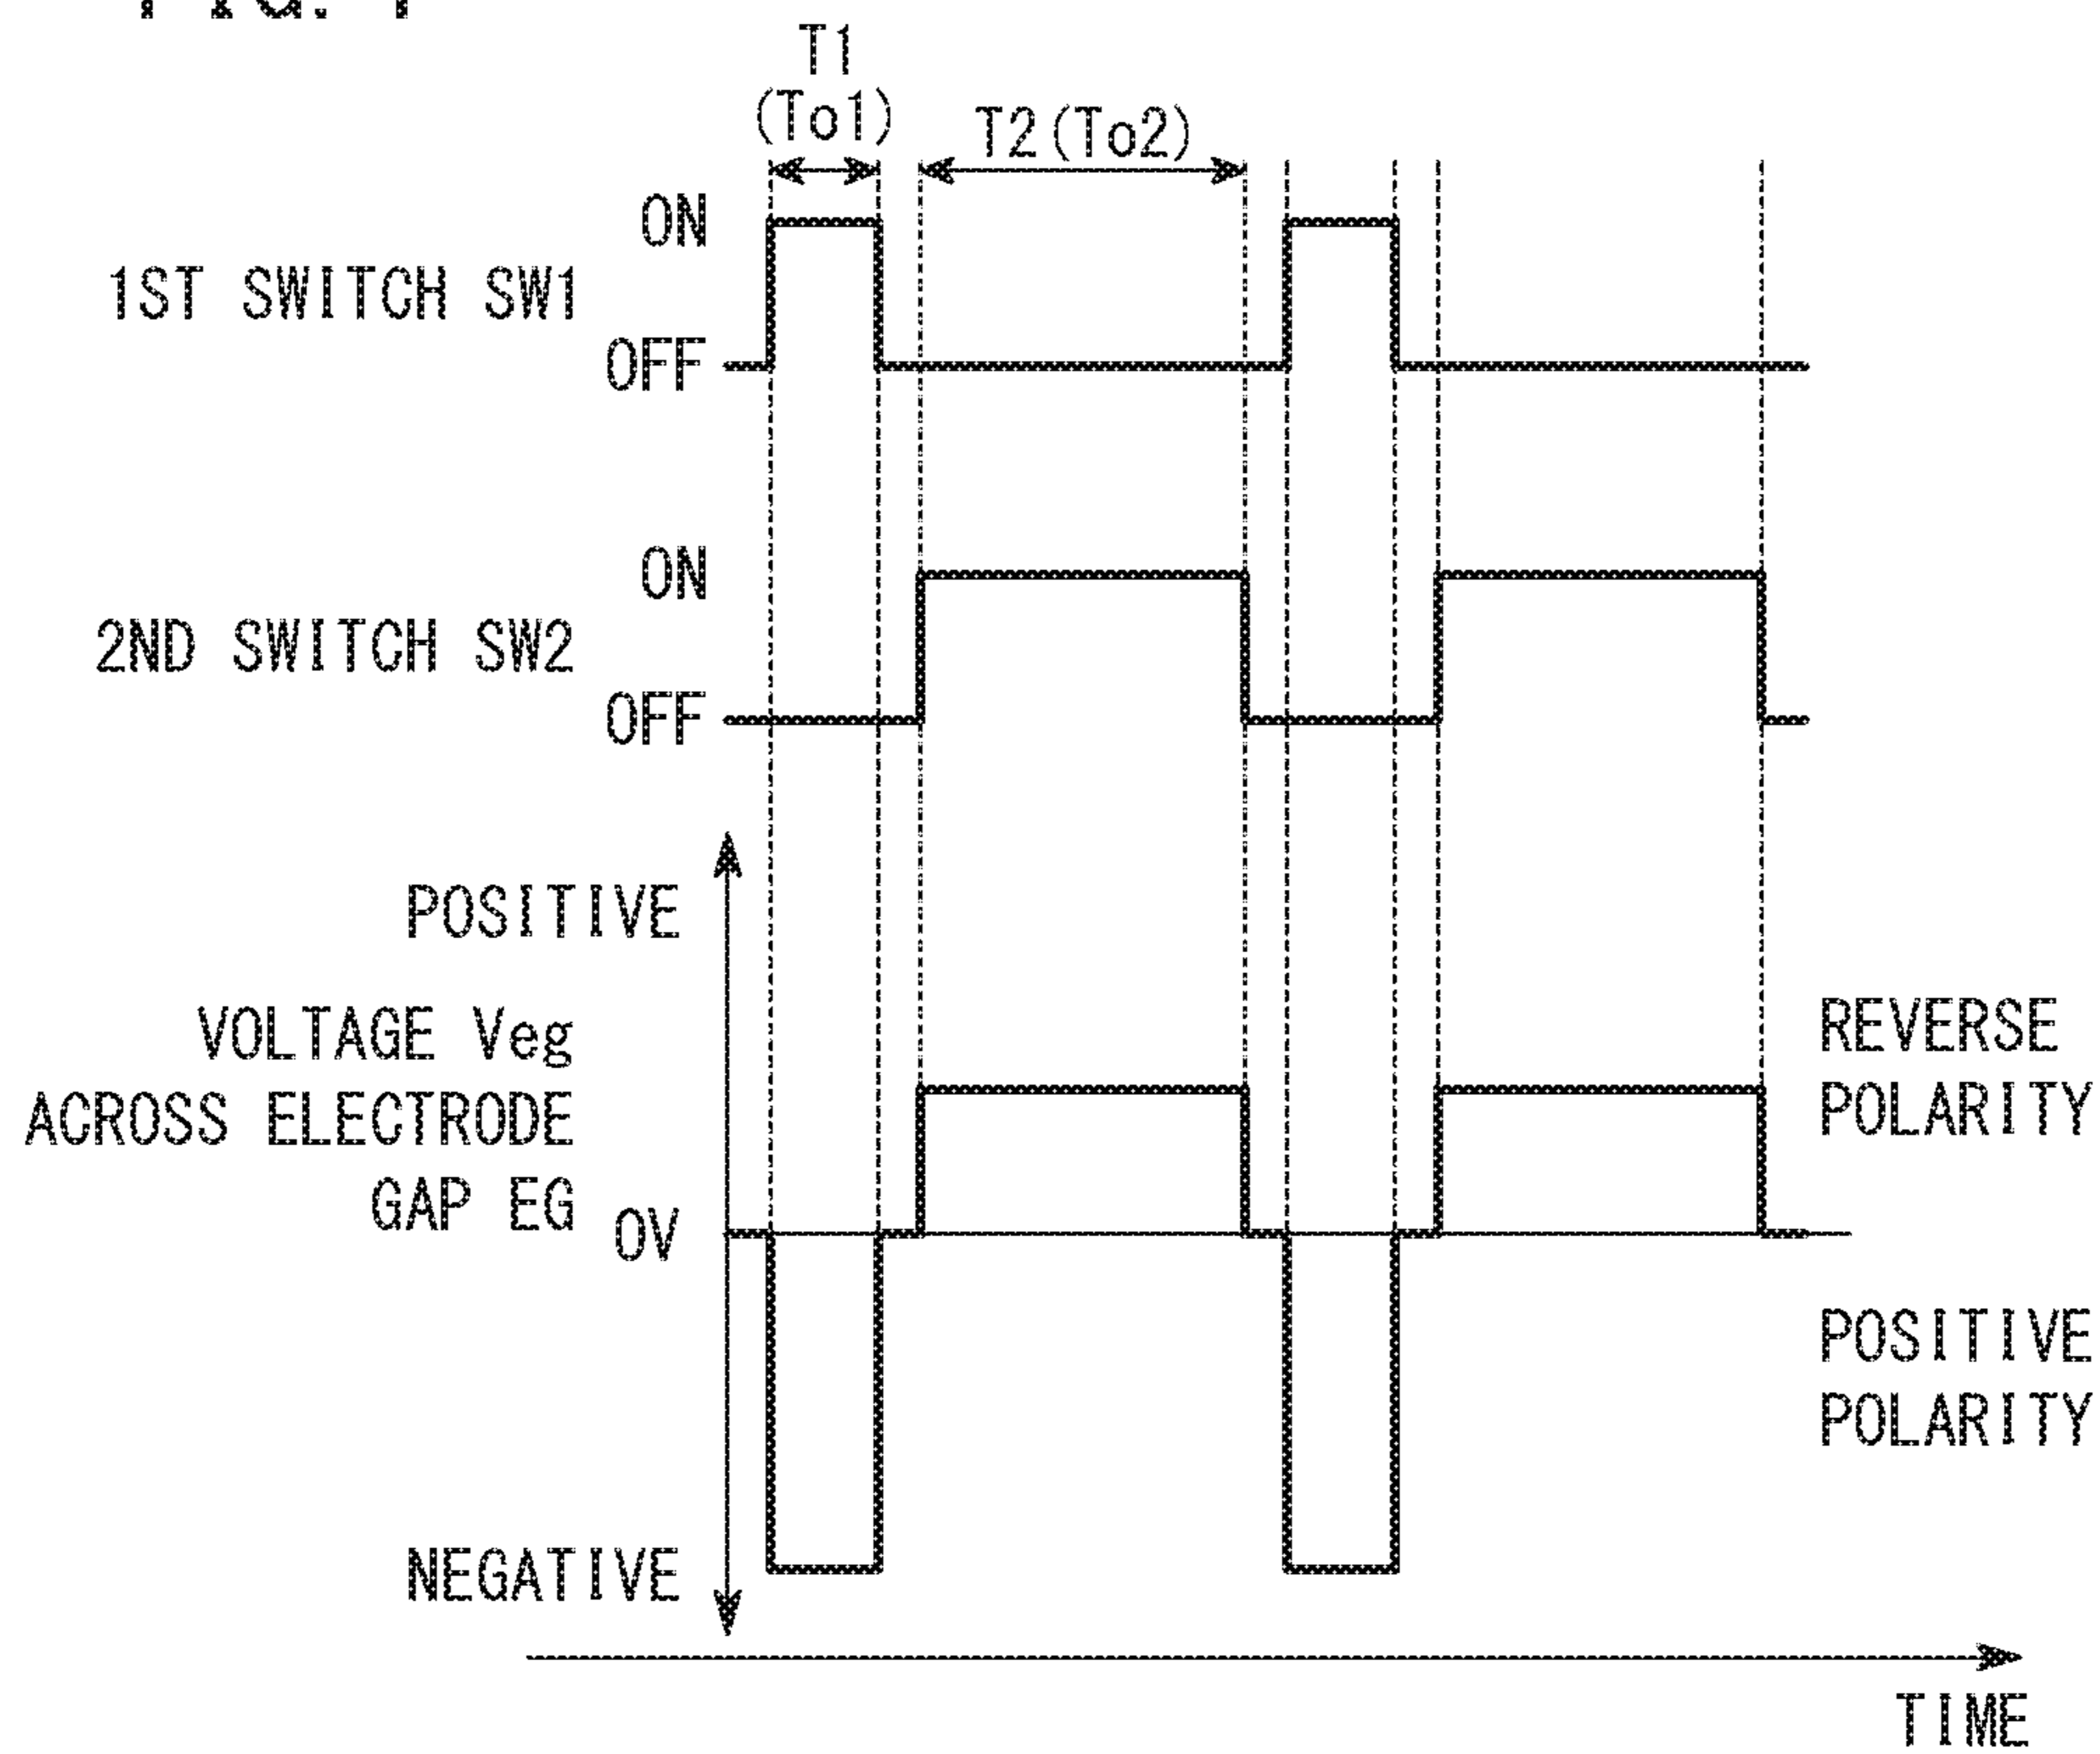 T1
(To1)
T2(To2)
ON
1ST SWITCH SW1
OFF
ON
2ND SWITCH SW2
OFF
POSITIVE
VOLTAGE Veg
ACROSS ELECTRODE
GAP EG
0V
REVERSE
POLARITY
POSITIVE
POLARITY
NEGATIVE
TIME